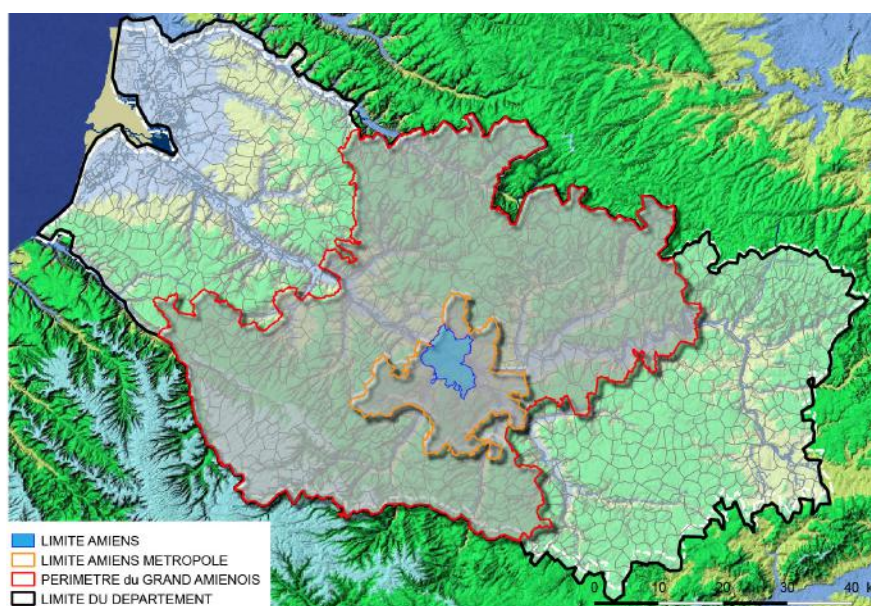 LIMITE AMIENS
LIMITE AMIENS METROPOLE
PERIMETRE du GRAND AMIENOIS
LIMITE DU DEPARTEMENT
0 10 20 30 40 k